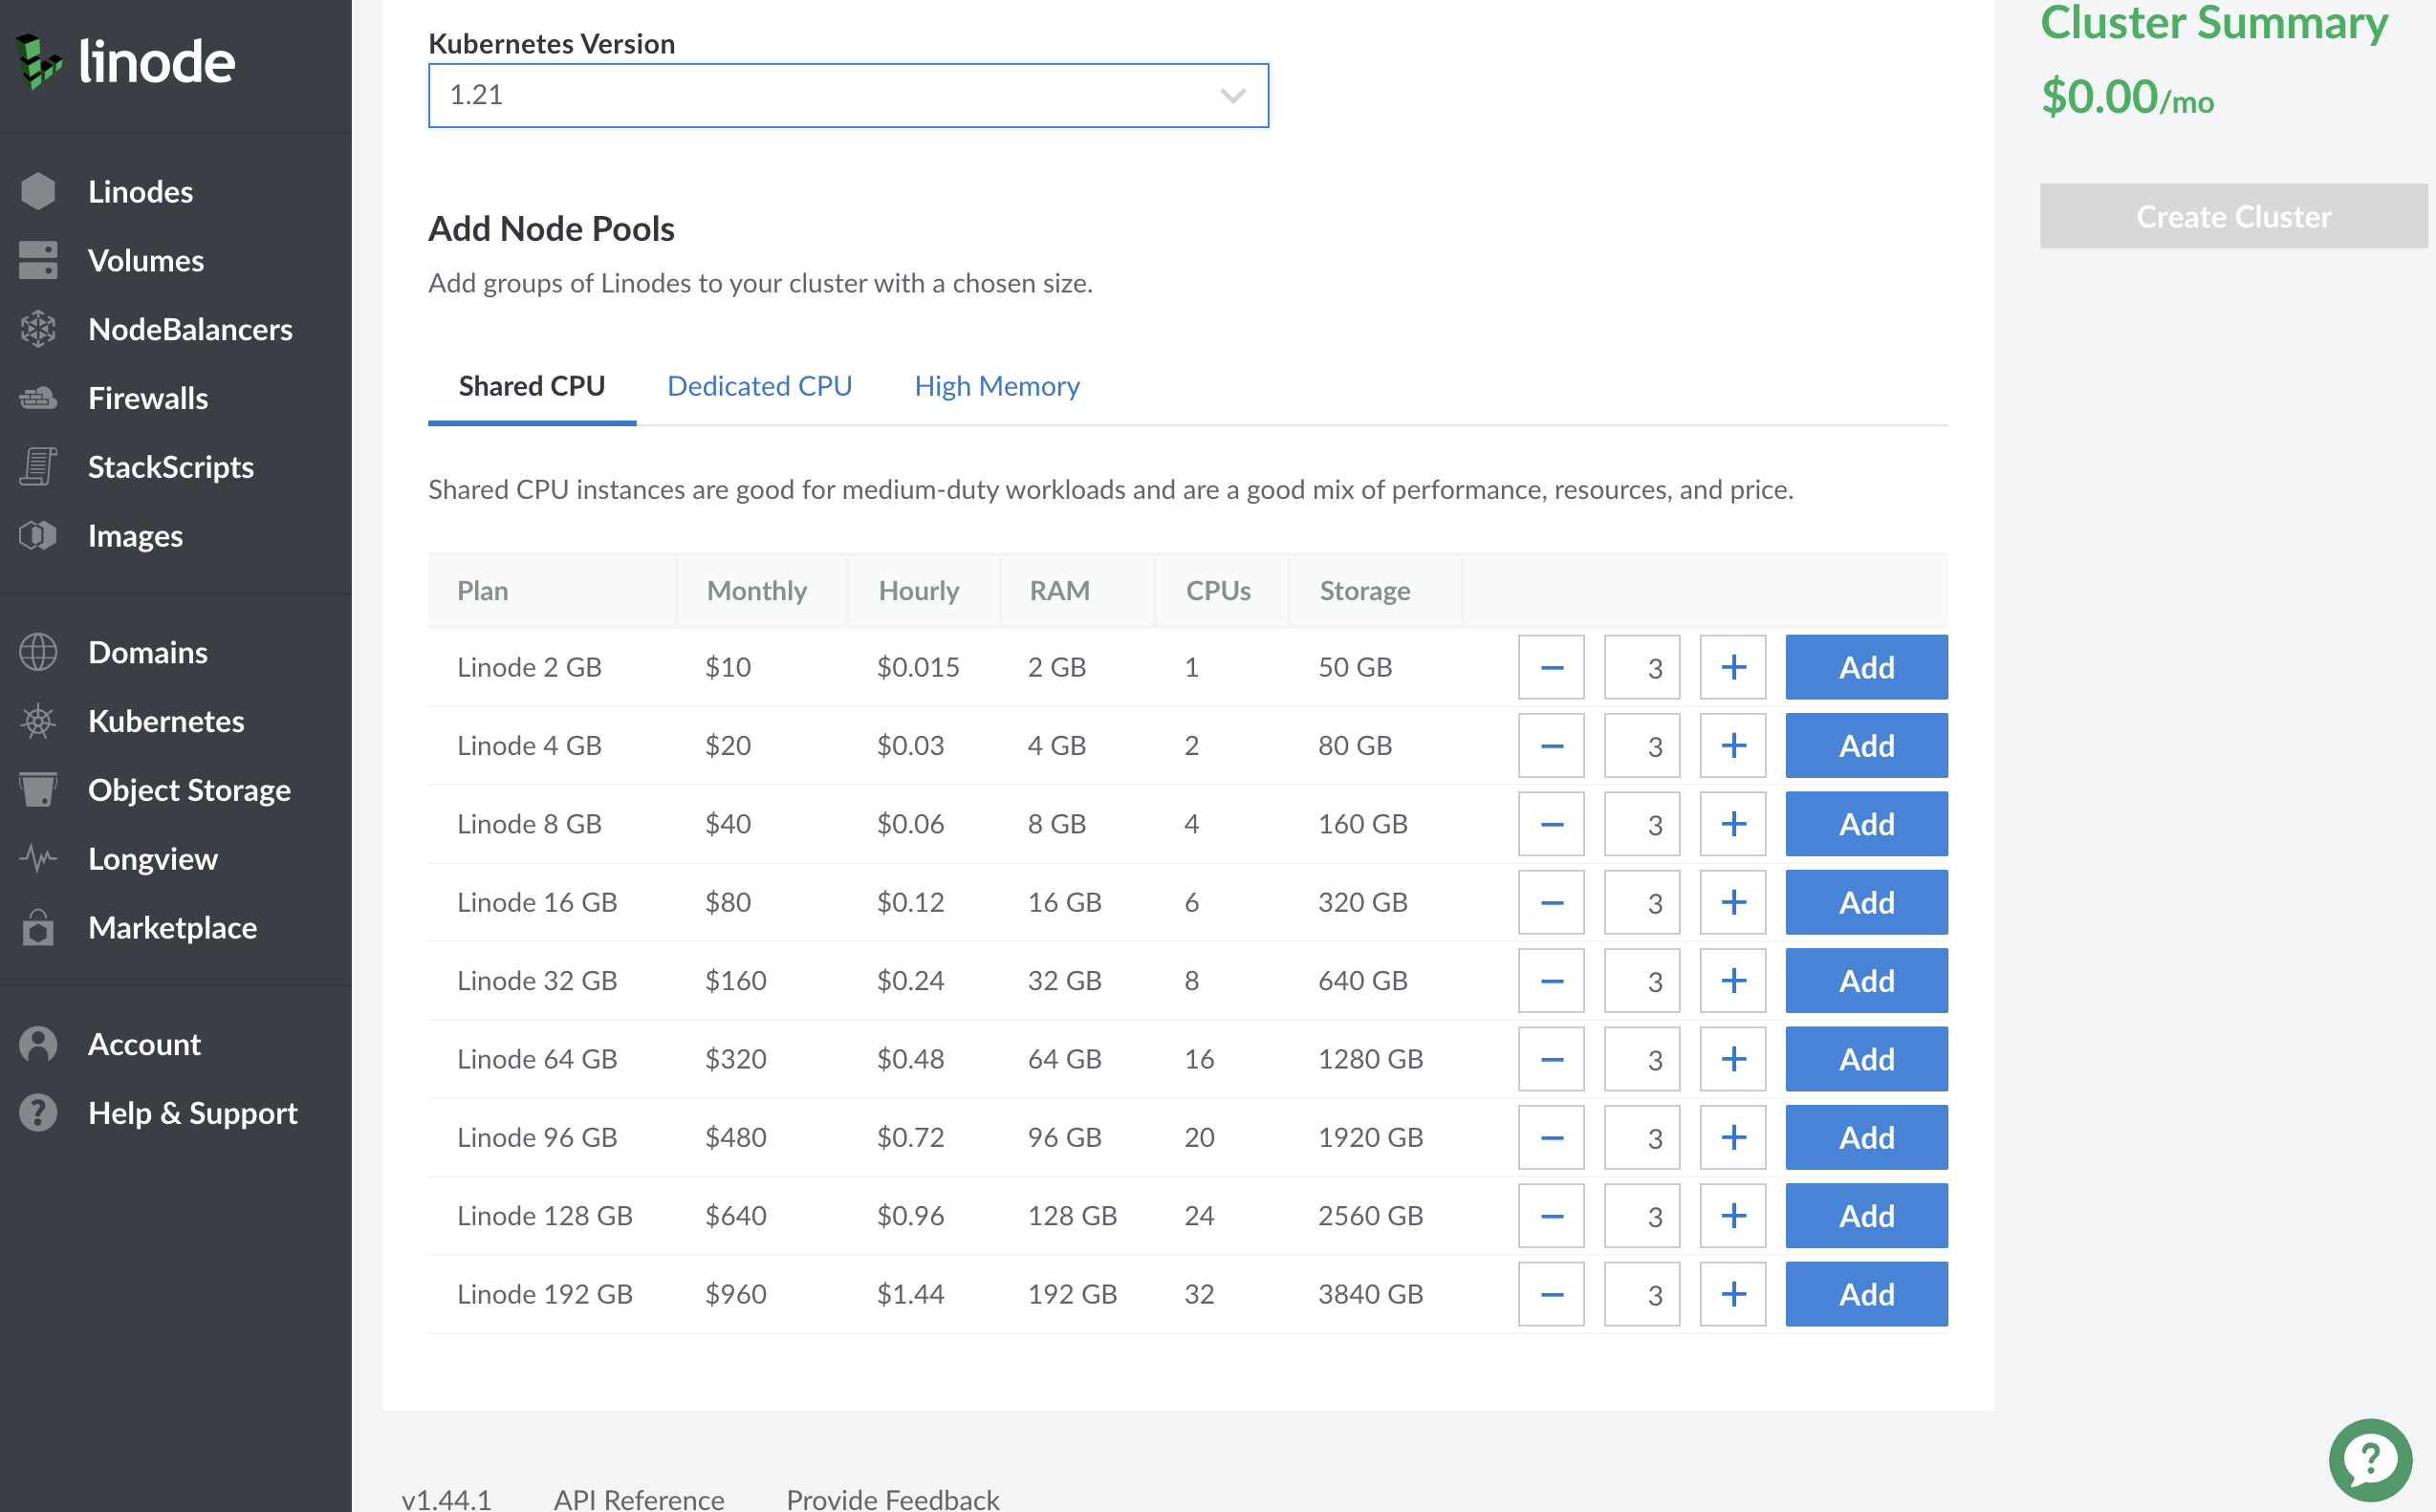 linode
Linodes
Volumes
NodeBalancers
Firewalls
StackScripts
Images
Domains
Kubernetes
Object Storage
Longview
Marketplace
Account
Help & Support
Kubernetes Version
1.21
Add Node Pools
Add groups of Linodes to your cluster with a chosen size.
Shared CPU Dedicated CPU High Memory
Shared CPU instances are good for medium-duty workloads and are a good mix of performance, resources, and price.
Plan Monthly Hourly RAM CPUs Storage
Linode 2 GB $10 $0.015 2 GB 1 50 GB − 3 + Add
Linode 4 GB $20 $0.03 4 GB 2 80 GB − 3 + Add
Linode 8 GB $40 $0.06 8 GB 4 160 GB − 3 + Add
Linode 16 GB $80 $0.12 16 GB 6 320 GB − 3 + Add
Linode 32 GB $160 $0.24 32 GB 8 640 GB − 3 + Add
Linode 64 GB $320 $0.48 64 GB 16 1280 GB − 3 + Add
Linode 96 GB $480 $0.72 96 GB 20 1920 GB − 3 + Add
Linode 128 GB $640 $0.96 128 GB 24 2560 GB − 3 + Add
Linode 192 GB $960 $1.44 192 GB 32 3840 GB − 3 + Add
v1.44.1 API Reference Provide Feedback
Cluster Summary
$0.00/mo
Create Cluster
?